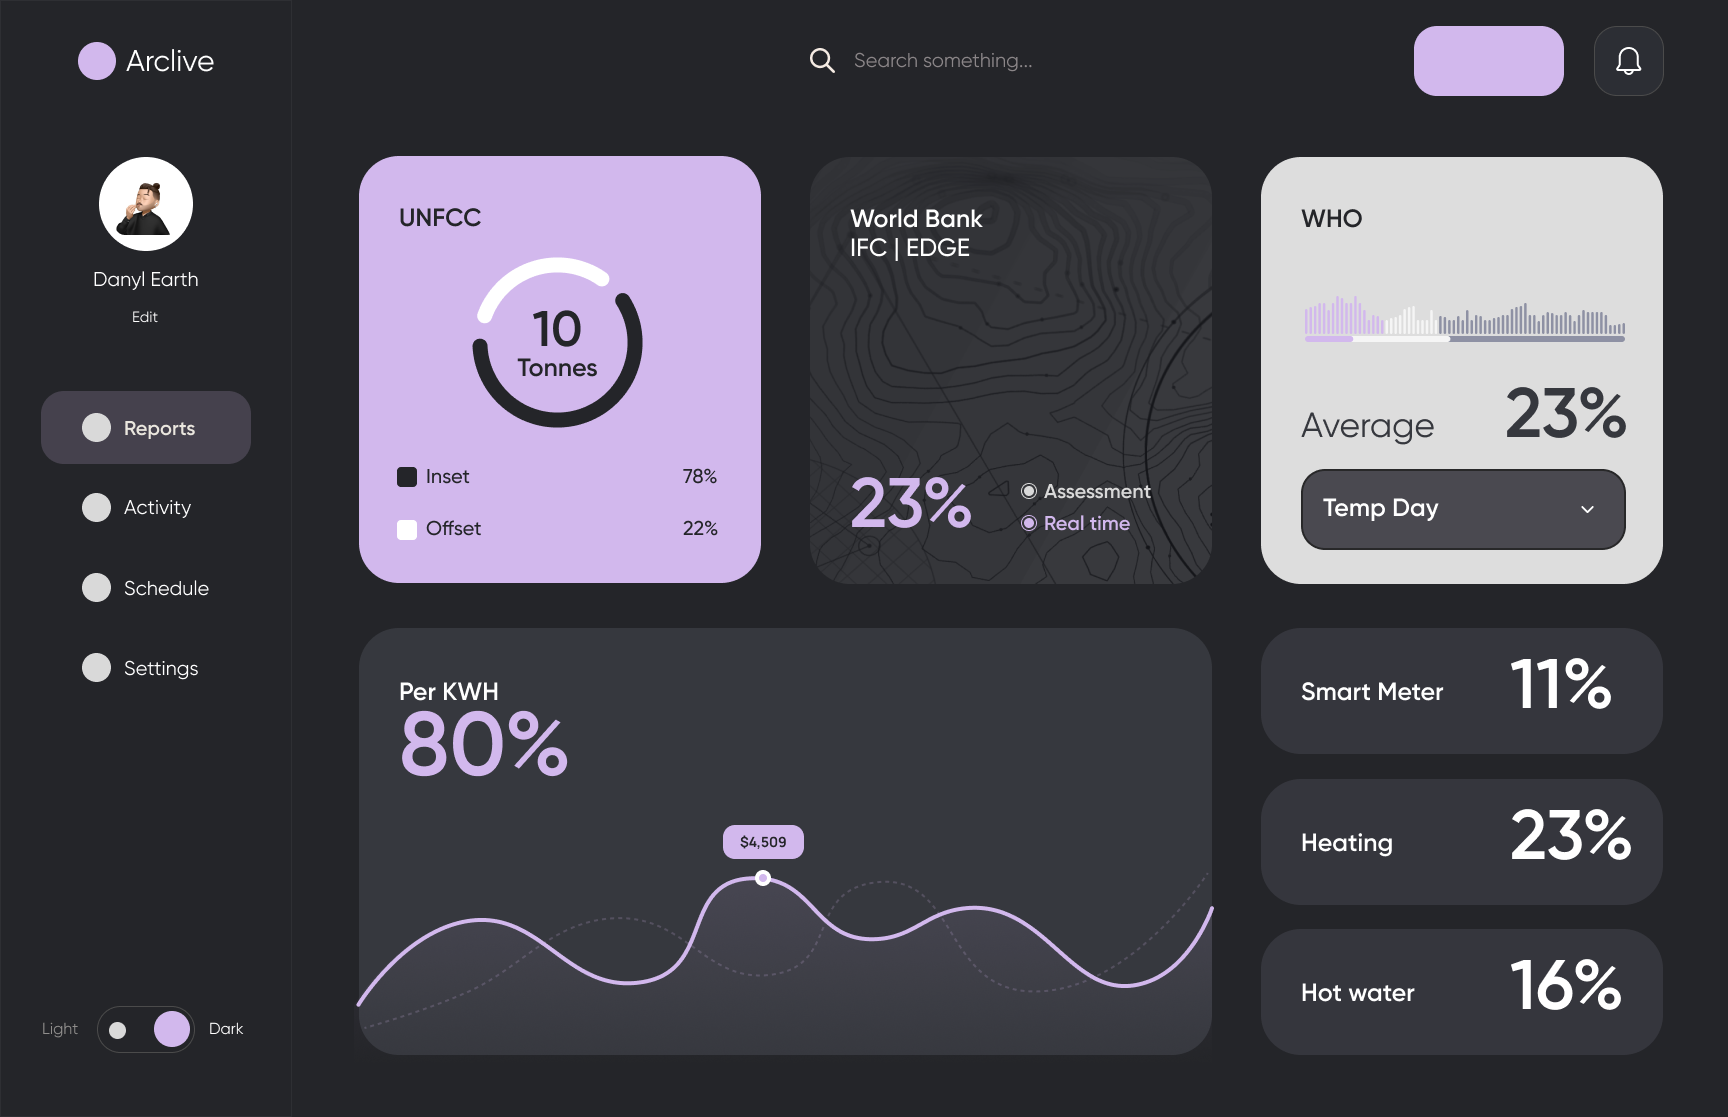 Arclive
Search something...
Danyl Earth
Edit
Reports
Activity
Schedule
Settings
Light
Dark
UNFCC
10
Tonnes
Inset 78%
Offset 22%
World Bank
IFC | EDGE
23%
Assessment
Real time
WHO
Average 23%
Temp Day
Per KWH
80%
$4,509
Smart Meter 11%
Heating 23%
Hot water 16%